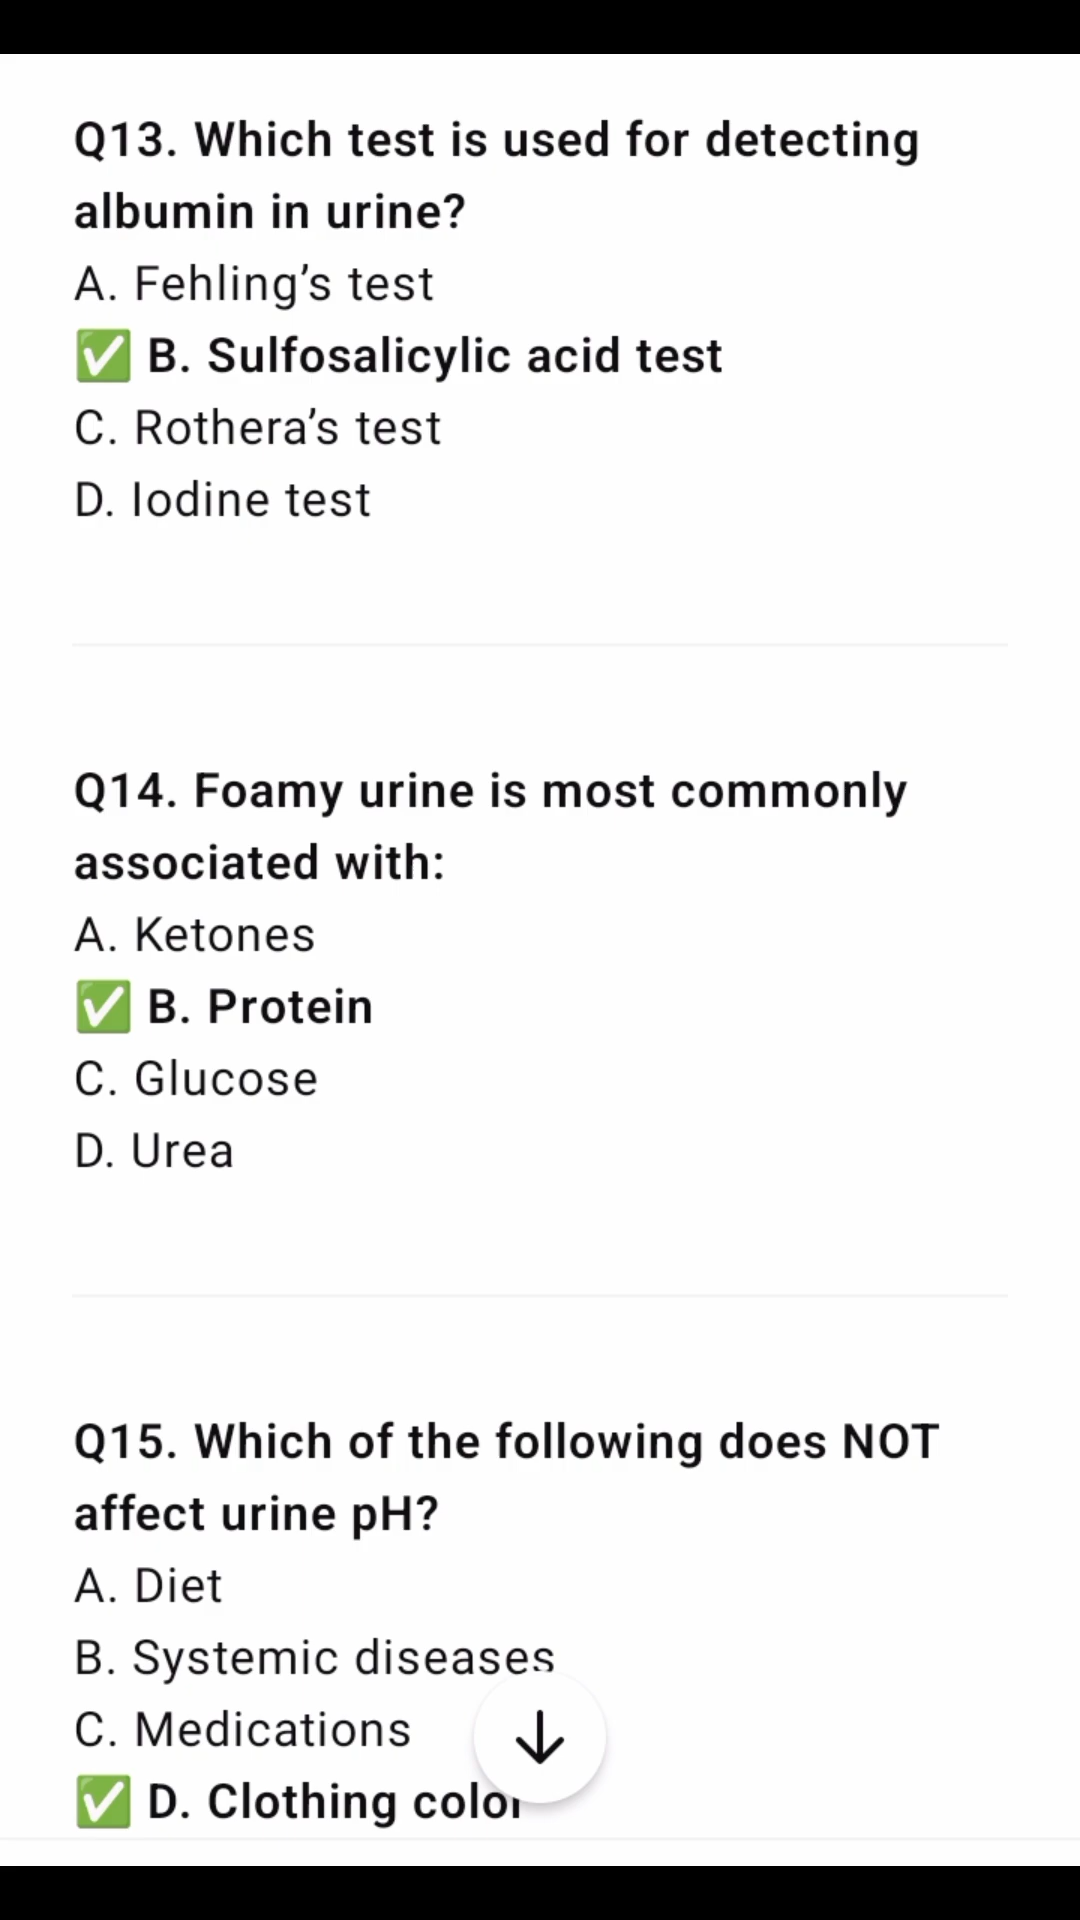 Q13. Which test is used for detecting
albumin in urine?
A. Fehling’s test
✅ B. Sulfosalicylic acid test
C. Rothera’s test
D. Iodine test
Q14. Foamy urine is most commonly
associated with:
A. Ketones
✅ B. Protein
C. Glucose
D. Urea
Q15. Which of the following does NOT
affect urine pH?
A. Diet
B. Systemic diseases
C. Medications
✅ D. Clothing color